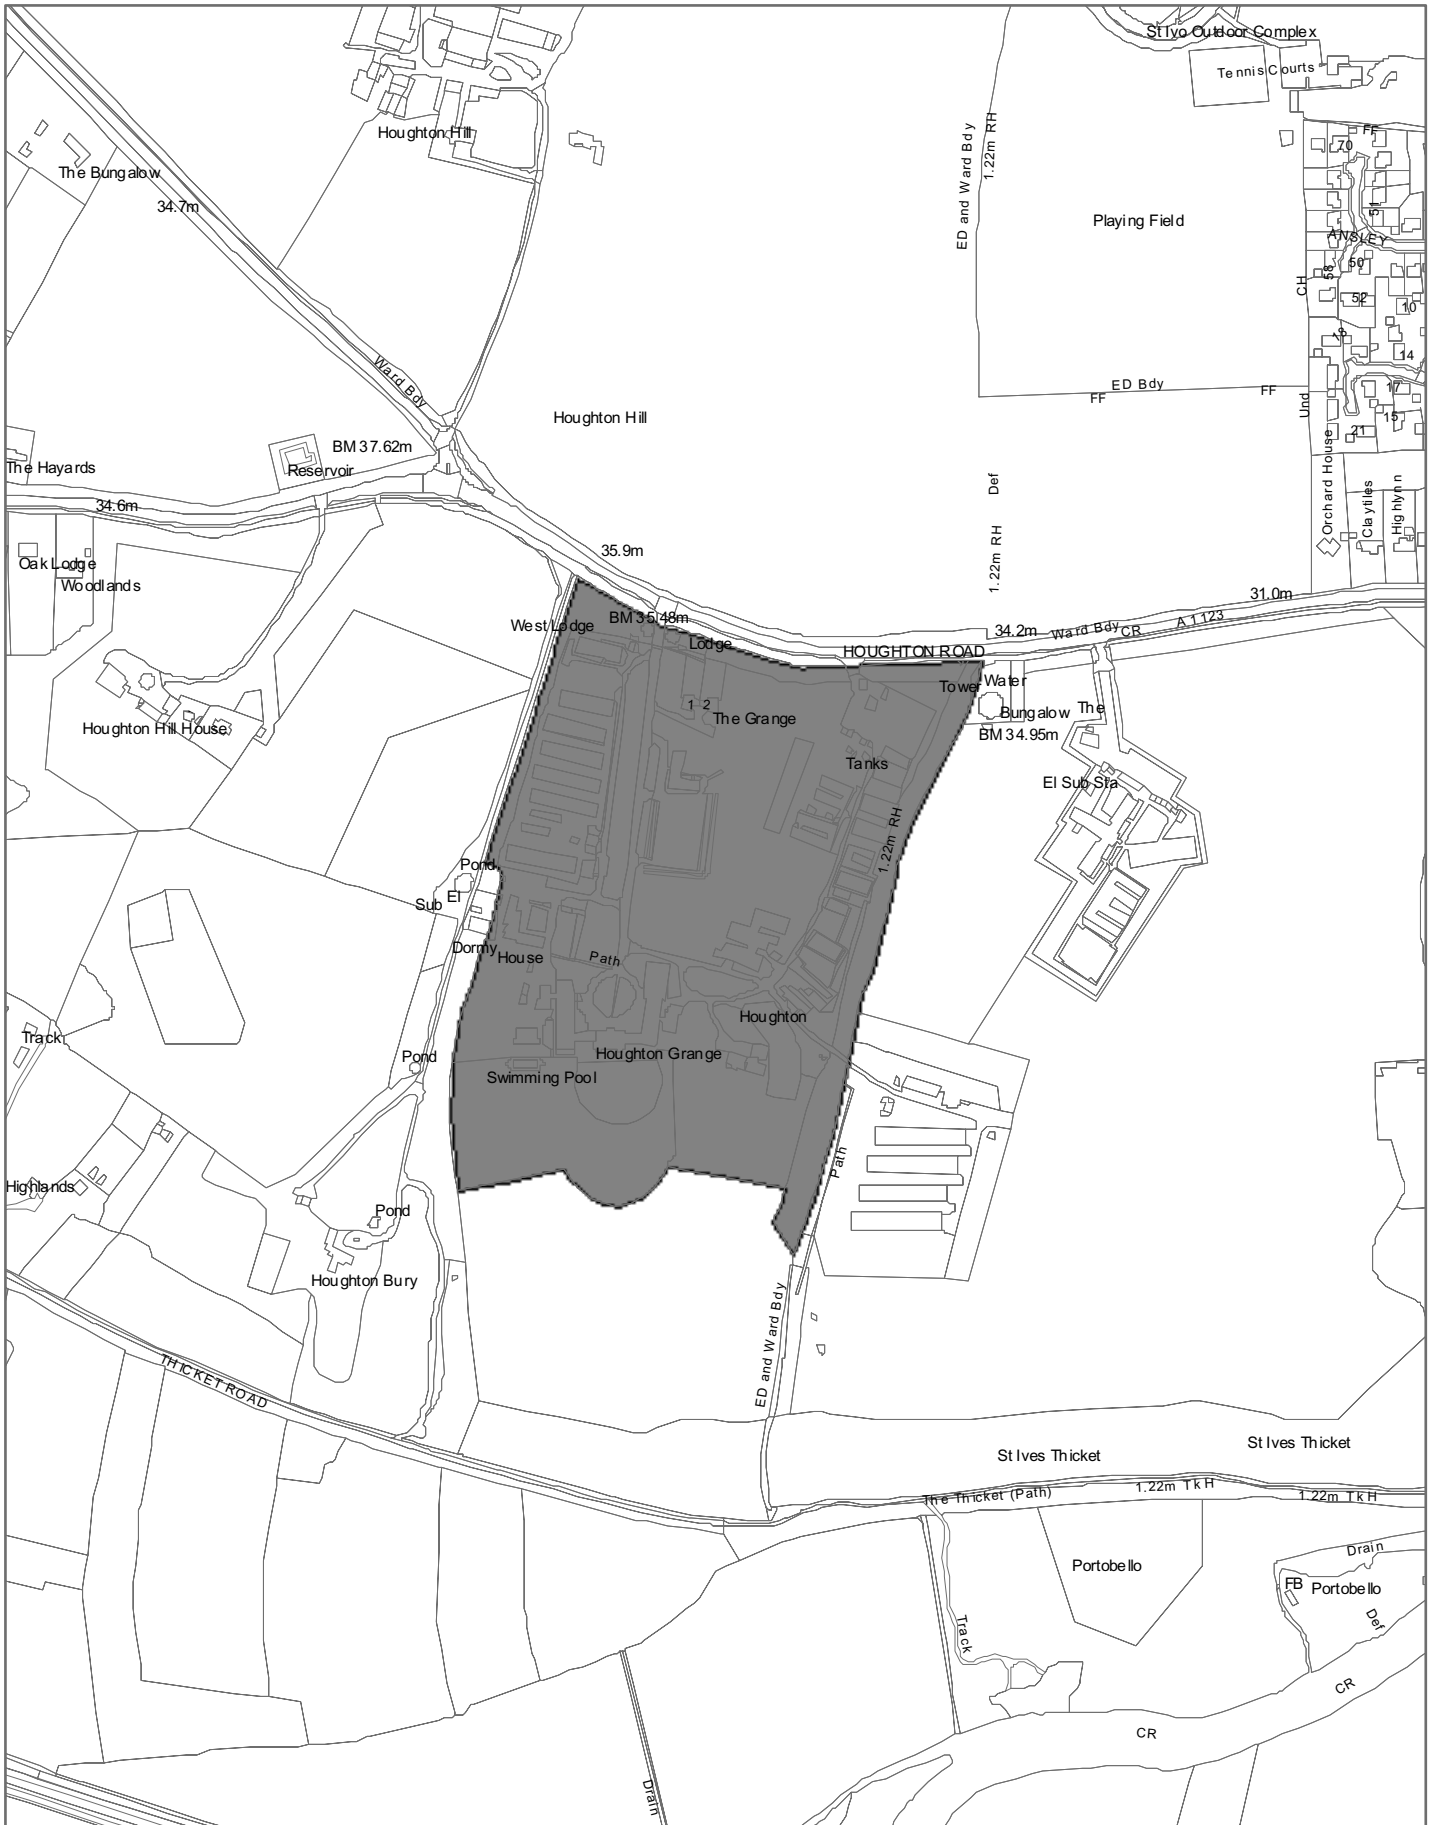 St Ivo Outdoor Complex
Tennis Courts
Houghton Hill
The Bungalow
34.7m
ED and Ward Bdy
1.22m RH
Playing Field
FF
70
51
ANSLEY
50
58
CH
52
10
18
14
17
15
21
Ward Bdy
ED Bdy
FF
FF
Und
Houghton Hill
BM 37.62m
Reservoir
The Hayards
34.6m
Def
1.22m RH
Orchard House
Claytiles
Highlynn
Oak Lodge
Woodlands
35.9m
31.0m
A 1123
CR
Ward Bdy
34.2m
West Lodge
BM 35.48m
Lodge
HOUGHTON ROAD
Tower
Water
Bungalow
The
BM 34.95m
1 2
The Grange
Houghton Hill House
Tanks
El Sub Sta
1.22m RH
Pond
Sub
El
Dormy
House
Path
Houghton
Track
Pond
Houghton Grange
Swimming Pool
Path
Highlands
Pond
Houghton Bury
ED and Ward Bdy
THICKET ROAD
St Ives Thicket
St Ives Thicket
The Thicket (Path)
1.22m Tk H
1.22m Tk H
Portobello
Drain
FB
Portobello
Def
Track
CR
CR
Drain